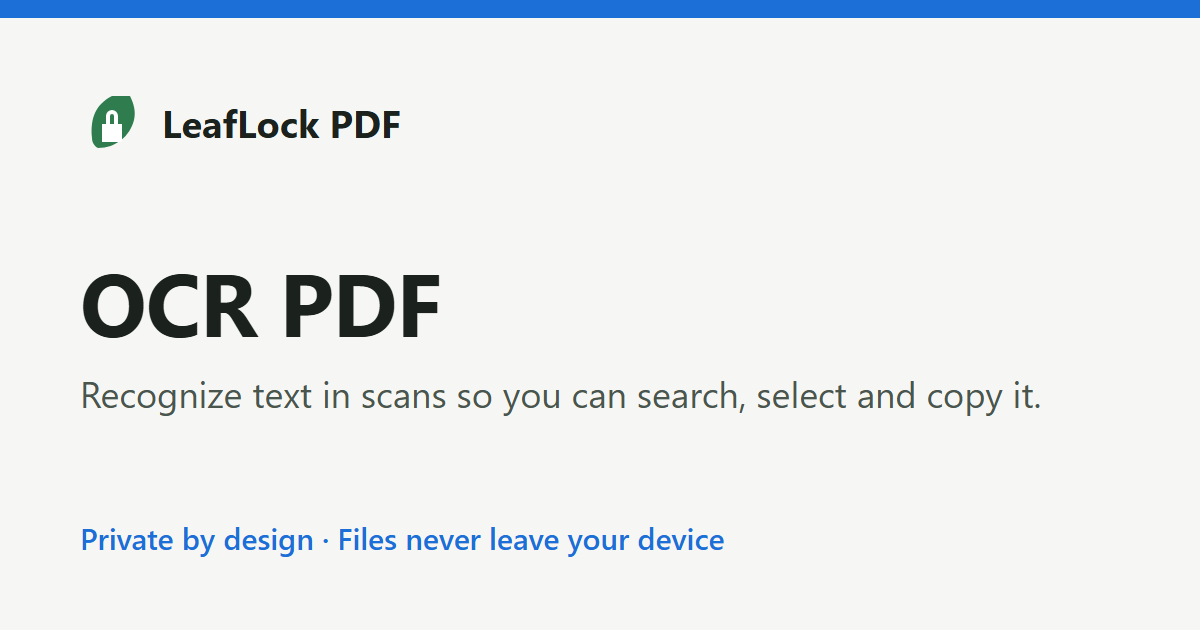 LeafLock PDF
OCR PDF
Recognize text in scans so you can search, select and copy it.
Private by design · Files never leave your device